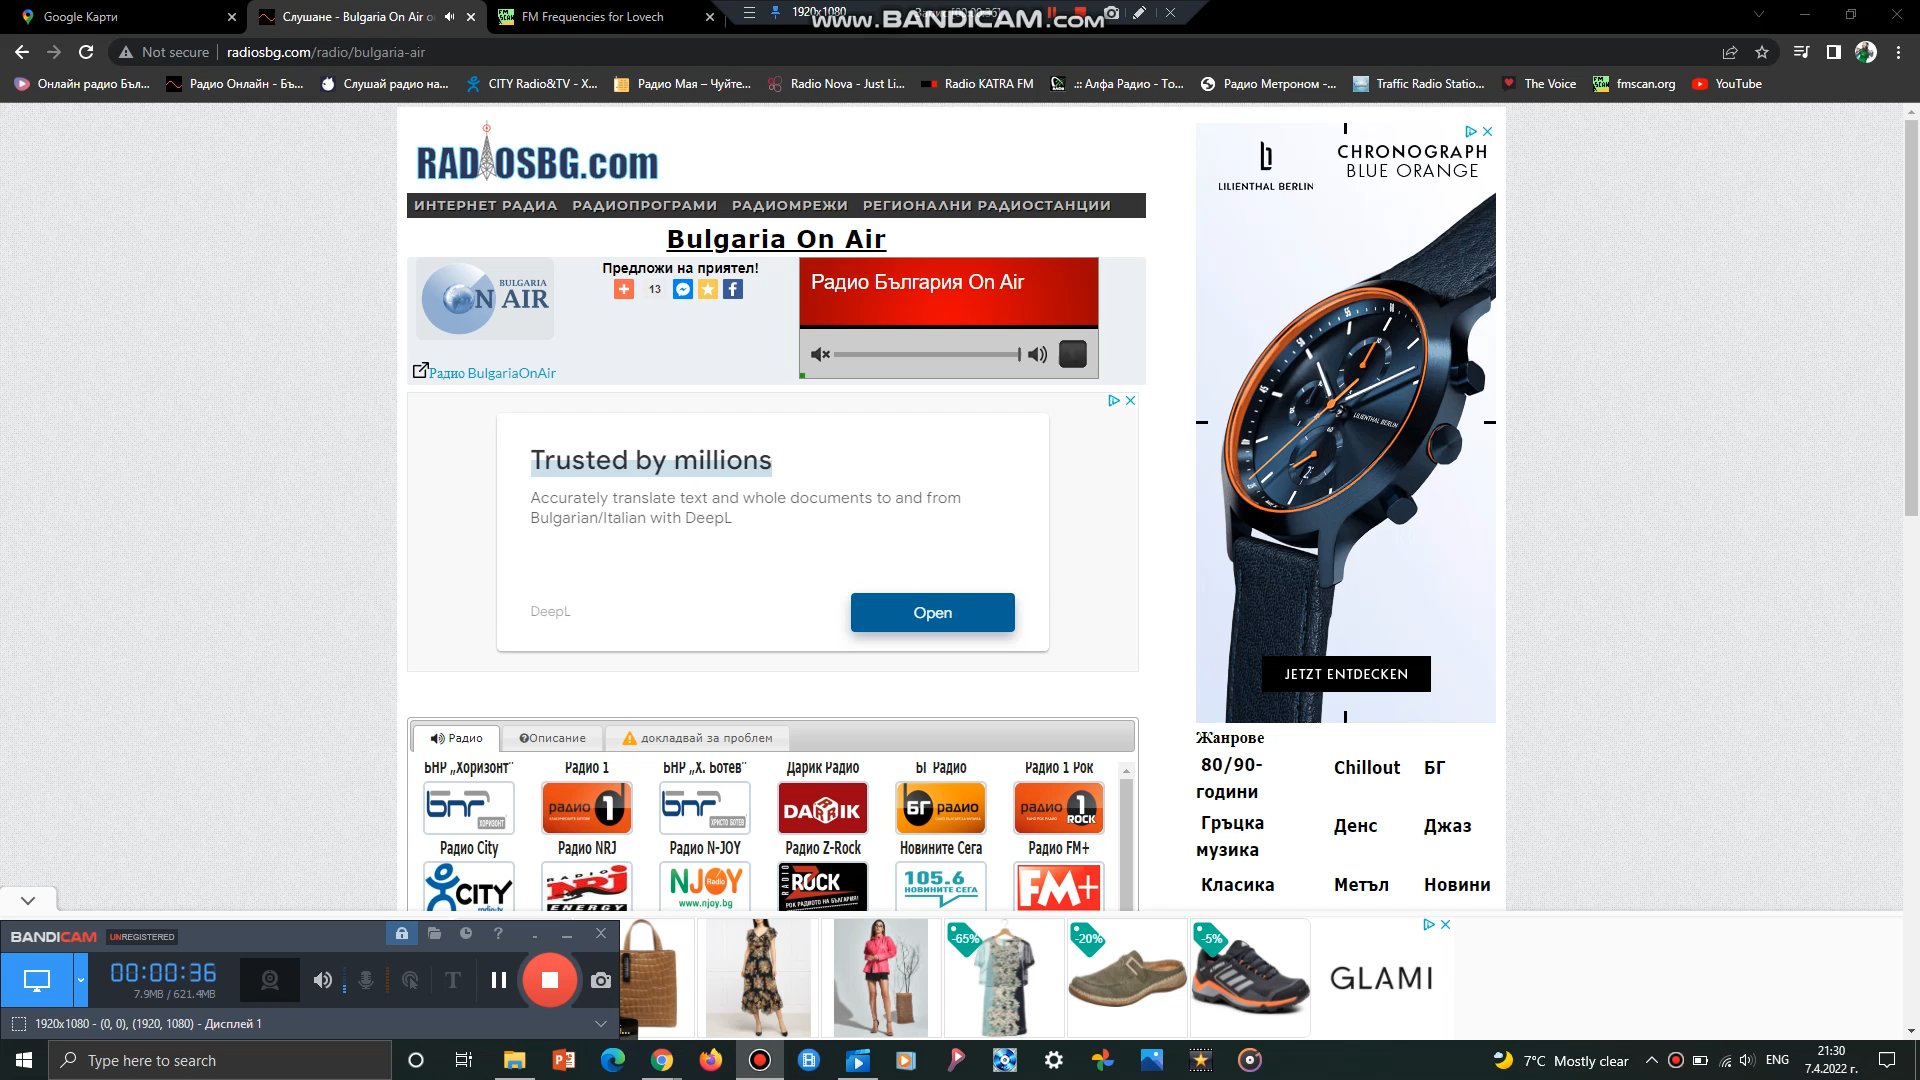 Google Карти
Слушане - Bulgaria On Air о
FM Frequencies for Lovech
1920x1080
www.BANDICAM.com
Not secure
radiosbg.com/radio/bulgaria-air
Онлайн радио Бъл...
Радио Онлайн - Бъ...
Слушай радио на...
CITY Radio&TV - X...
Радио Мая – Чуйте...
Radio Nova - Just Li...
Radio KATRA FM
.:: Алфа Радио - То...
Радио Метроном -...
Traffic Radio Statio...
The Voice
fmscan.org
YouTube
RADIOSBG.com
ИНТЕРНЕТ РАДИА РАДИОПРОГРАМИ РАДИОМРЕЖИ РЕГИОНАЛНИ РАДИОСТАНЦИИ
Bulgaria On Air
BULGARIA
ON AIR
Предложи на приятел!
13
Радио България On Air
Радио BulgariaOnAir
Trusted by millions
Accurately translate text and whole documents to and from
Bulgarian/Italian with DeepL
DeepL
Open
LILIENTHAL BERLIN
CHRONOGRAPH
BLUE ORANGE
LILIENTHAL BERLIN
JETZT ENTDECKEN
Радио
Описание
докладвай за проблем
БНР „Хоризонт"
Радио 1
БНР „Х. Ботев"
Дарик Радио
БГ Радио
Радио 1 Рок
бнр ХОРИЗОНТ
радио 1
бнр ХРИСТО БОТЕВ
DARIK
БГ радио
радио 1 ROCK
Радио City
Радио NRJ
Радио N-JOY
Радио Z-Rock
Новините Сега
Радио FM+
CITY
RADIO NRJ ENERGY
NJOY Radio
www.njoy.bg
RADIO ROCK
РОК РАДИОТО НА БЪЛГАРИЯ!
105.6
НОВИНИТЕ СЕГА
FM+
Жанрове
80/90-години
Chillout
БГ
Гръцка музика
Денс
Джаз
Класика
Метъл
Новини
BANDICAM UNREGISTERED
00:00:36
7.9MB / 621.4MB
1920x1080 - (0, 0), (1920, 1080) - Дисплей 1
-65%
-20%
-5%
GLAMI
Type here to search
7°C Mostly clear
ENG
21:30
7.4.2022 г.